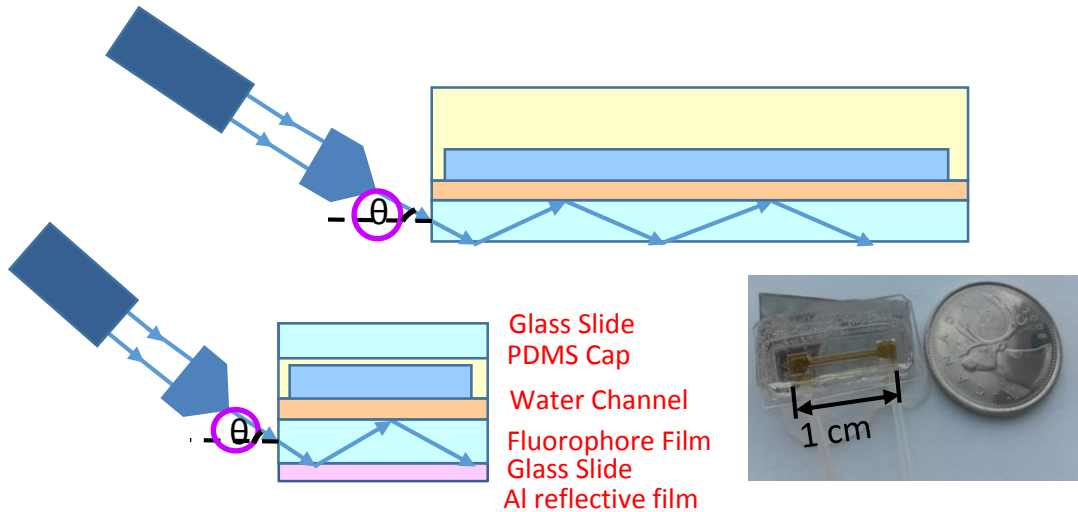 θ
θ
Glass Slide
PDMS Cap
Water Channel
Fluorophore Film
Glass Slide
Al reflective film
1 cm